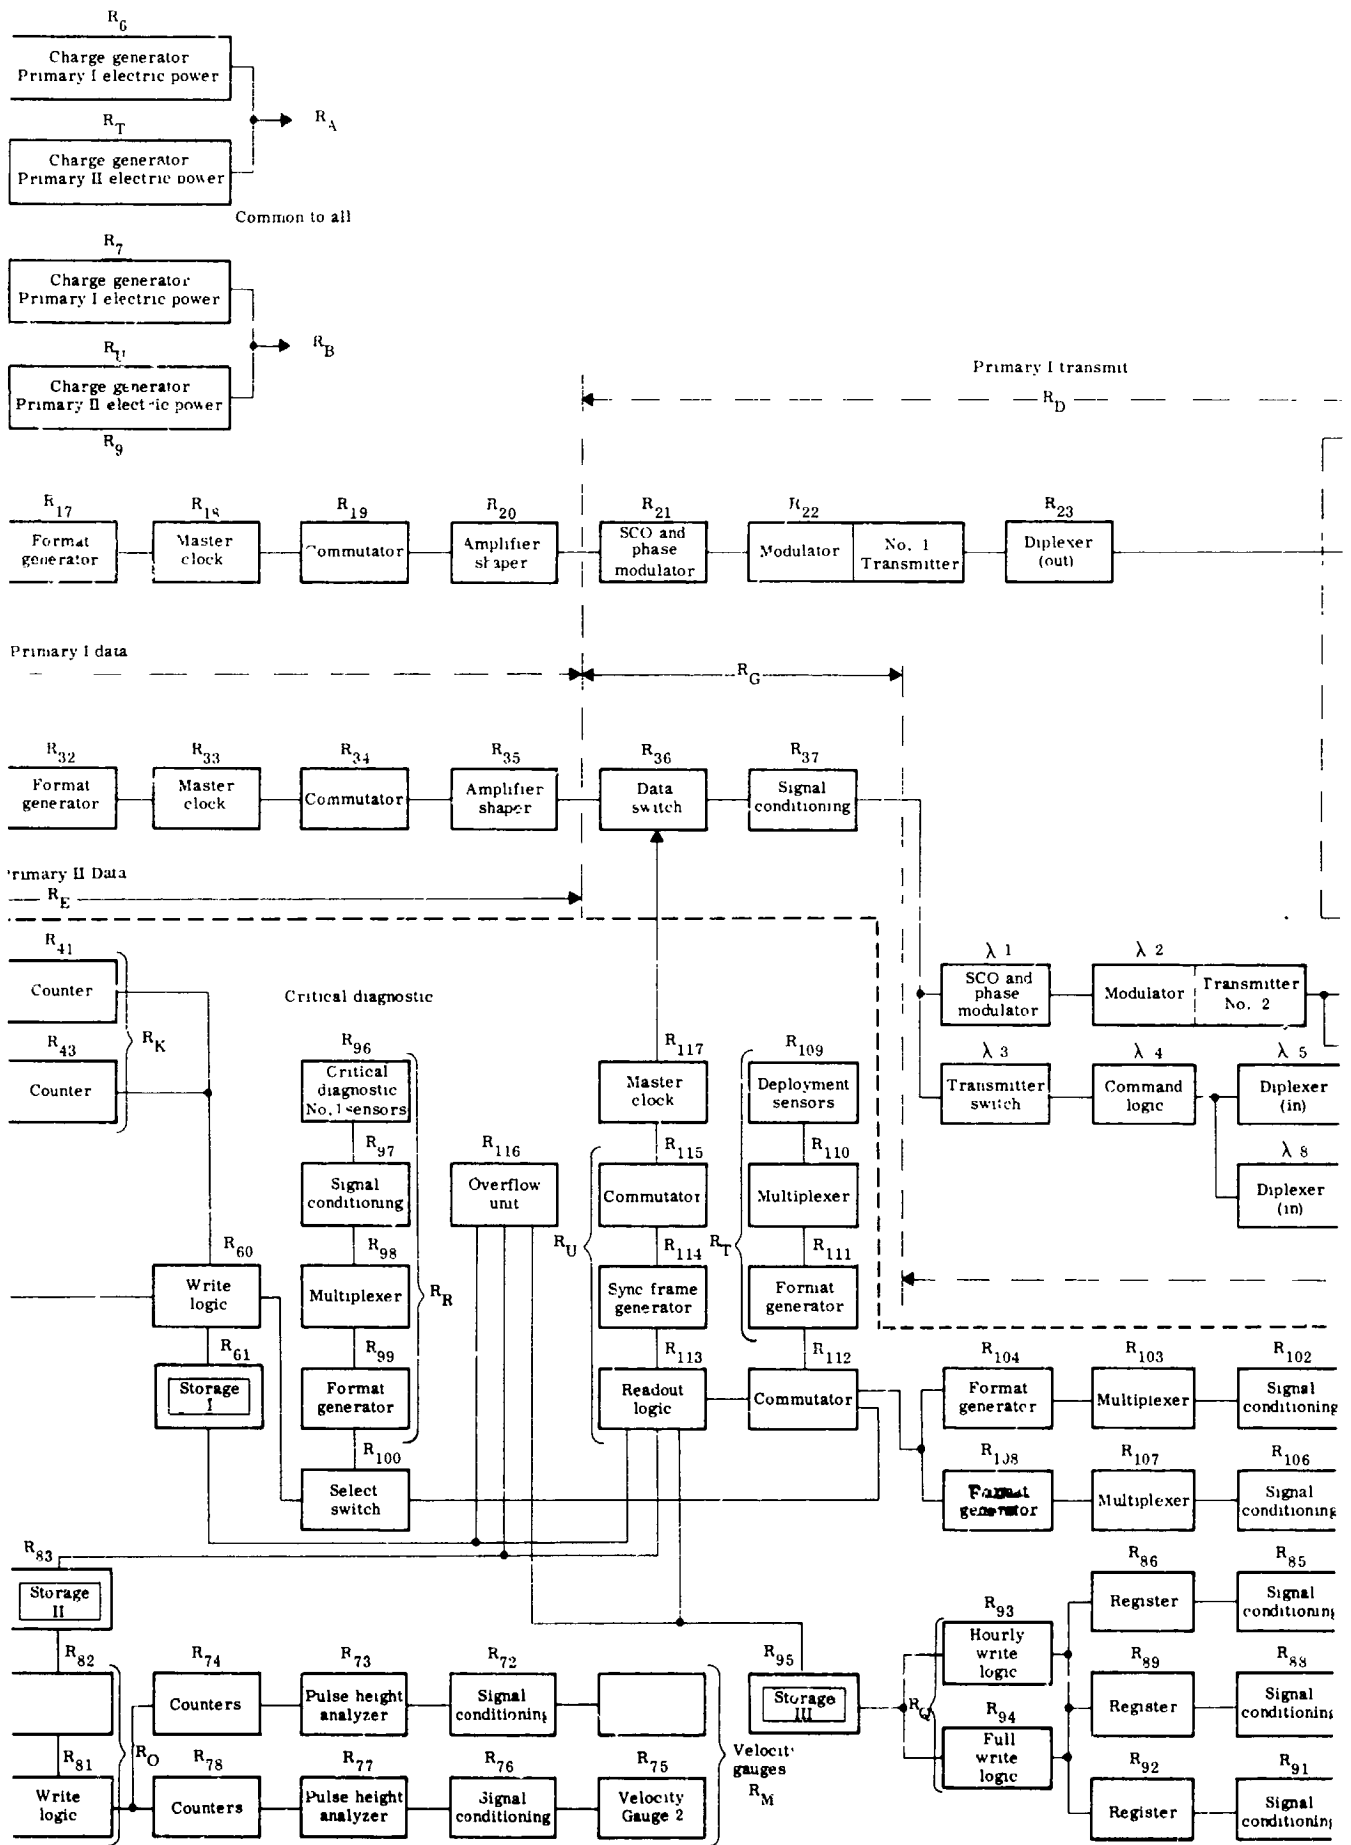 R6
Charge generator
Primary I electric power
RT
RA
Charge generator
Primary II electric power
Common to all
R7
Charge generator
Primary I electric power
RU
RB
Charge generator
Primary II electric power
R9
Primary I transmit
RD
R17
R18
R19
R20
R21
R22
R23
Format
generator
Master
clock
Commutator
Amplifier
shaper
SCO and
phase
modulator
Modulator
No. 1
Transmitter
Diplexer
(out)
Primary I data
RG
R32
R33
R34
R35
R36
R37
Format
generator
Master
clock
Commutator
Amplifier
shaper
Data
switch
Signal
conditioning
Primary II Data
RE
R41
Counter
R43
Counter
RK
Critical diagnostic
R96
Critical
diagnostic
No. 1 sensors
R97
Signal
conditioning
R98
Multiplexer
R99
Format
generator
RR
R100
Select
switch
R60
Write
logic
R61
Storage
I
R116
Overflow
unit
R117
Master
clock
R115
Commutator
R114
Sync frame
generator
R113
Readout
logic
RU
R109
Deployment
sensors
R110
Multiplexer
R111
Format
generator
RT
R112
Commutator
λ 1
SCO and
phase
modulator
λ 2
Modulator
Transmitter
No. 2
λ 3
Transmitter
switch
λ 4
Command
logic
λ 5
Diplexer
(in)
λ 8
Diplexer
(in)
R104
R103
R102
Format
generator
Multiplexer
Signal
conditioning
R108
R107
R106
Format
generator
Multiplexer
Signal
conditioning
R83
Storage
II
R82
R74
R73
R72
Counters
Pulse height
analyzer
Signal
conditioning
R81
RO
R78
R77
R76
R75
Write
logic
Counters
Pulse height
analyzer
Signal
conditioning
Velocity
Gauge 2
Velocity
gauges
RM
R95
Storage
III
RQ
R93
Hourly
write
logic
R94
Full
write
logic
R86
R85
Register
Signal
conditioning
R89
R88
Register
Signal
conditioning
R92
R91
Register
Signal
conditioning